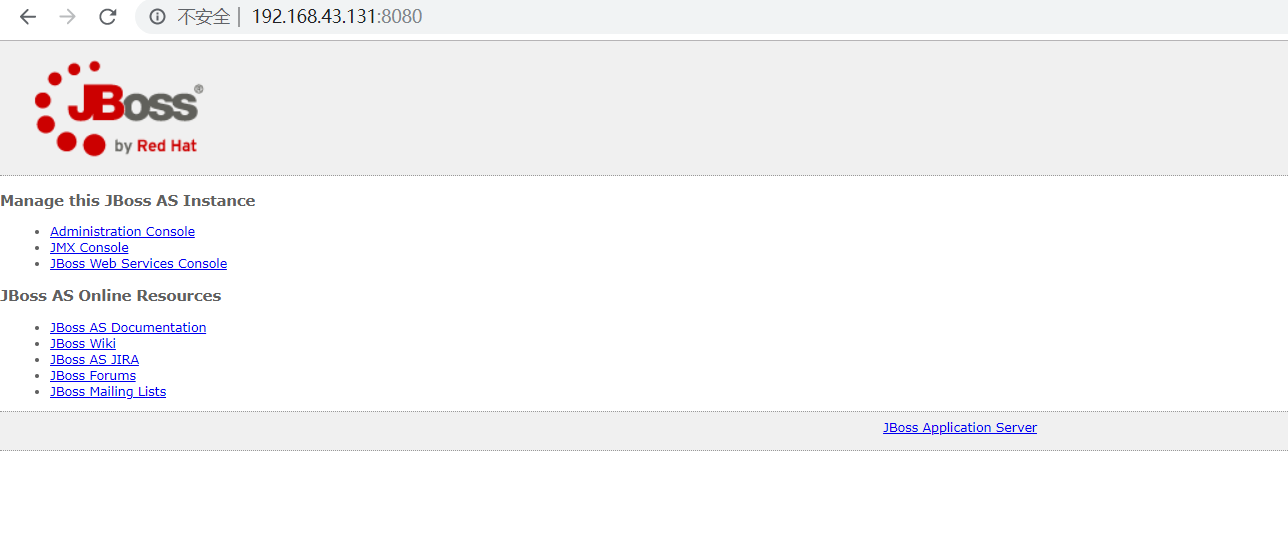 不安全 | 192.168.43.131:8080
JBoss®
by Red Hat
Manage this JBoss AS Instance
Administration Console
JMX Console
JBoss Web Services Console
JBoss AS Online Resources
JBoss AS Documentation
JBoss Wiki
JBoss AS JIRA
JBoss Forums
JBoss Mailing Lists
JBoss Application Server